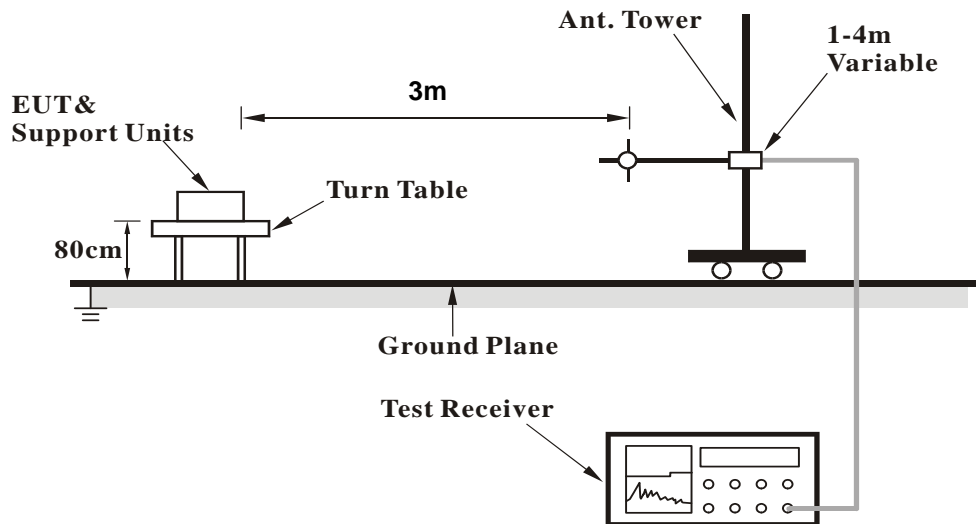 Ant. Tower
1-4m
Variable
3m
EUT&
Support Units
Turn Table
80cm
Ground Plane
Test Receiver